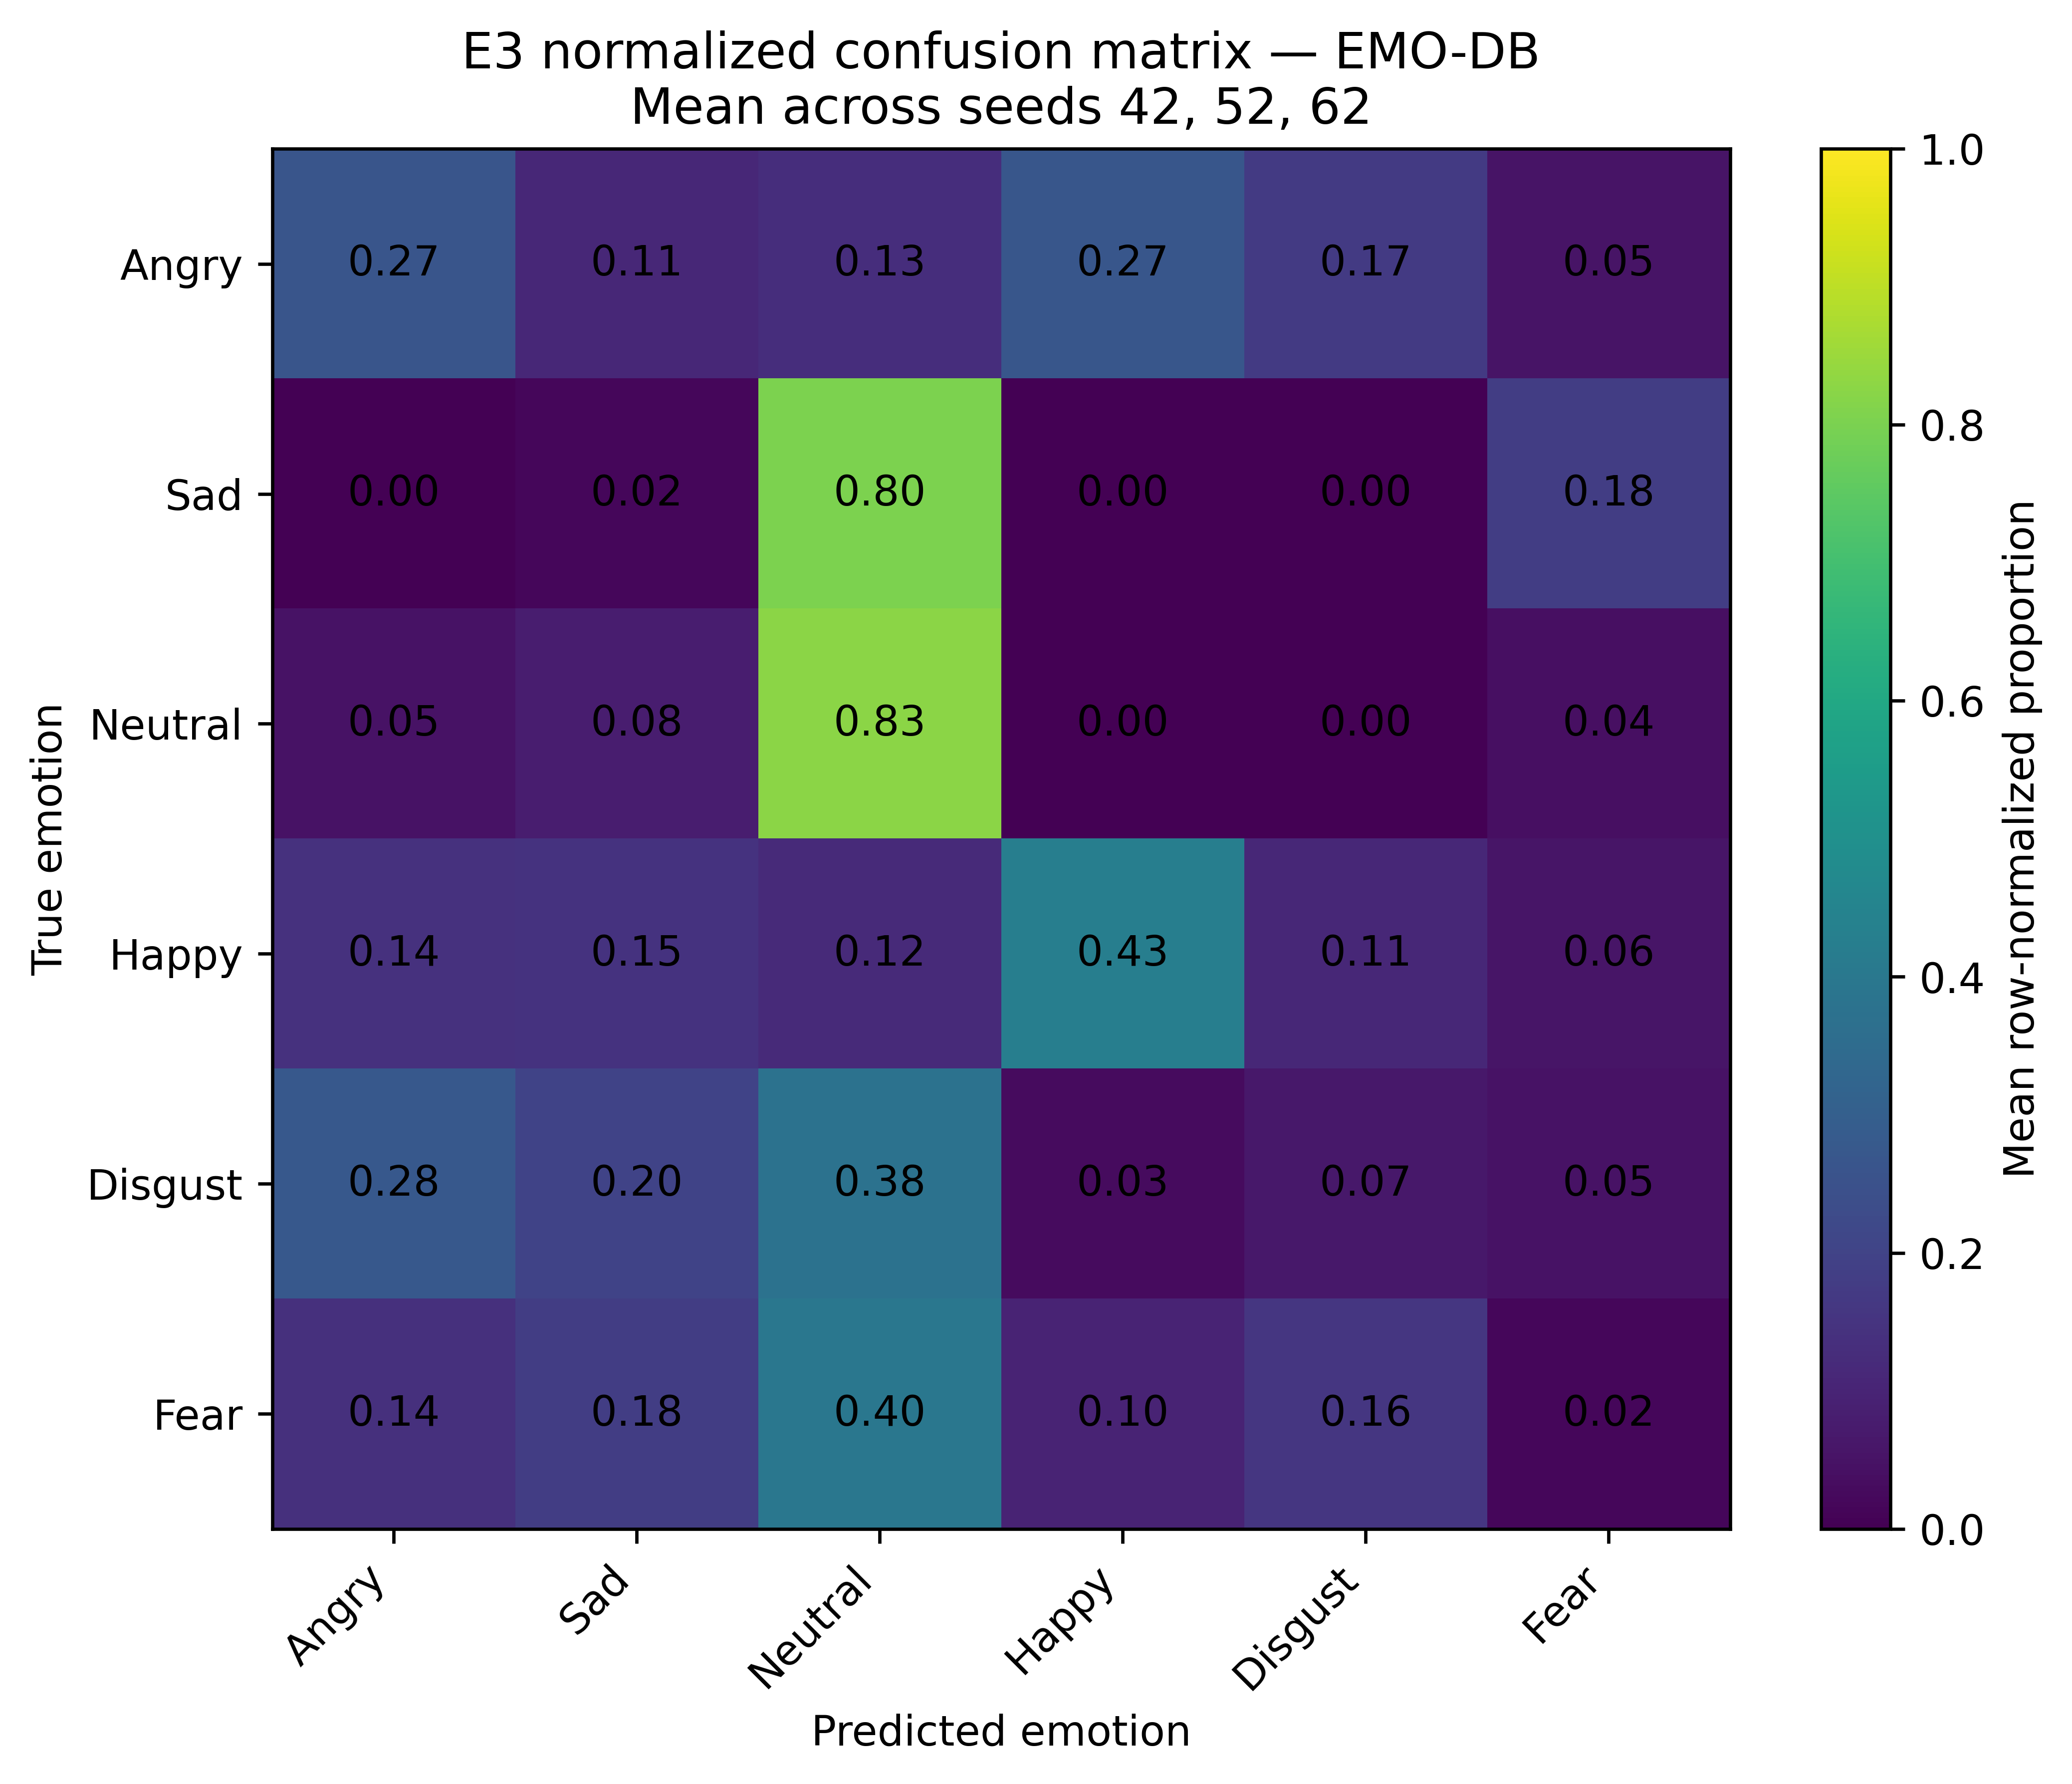 E3 normalized confusion matrix — EMO-DB
Mean across seeds 42, 52, 62
True emotion
Angry 0.27 0.11 0.13 0.27 0.17 0.05
Sad 0.00 0.02 0.80 0.00 0.00 0.18
Neutral 0.05 0.08 0.83 0.00 0.00 0.04
Happy 0.14 0.15 0.12 0.43 0.11 0.06
Disgust 0.28 0.20 0.38 0.03 0.07 0.05
Fear 0.14 0.18 0.40 0.10 0.16 0.02
Angry Sad Neutral Happy Disgust Fear
Predicted emotion
1.0
0.8
0.6
0.4
0.2
0.0
Mean row-normalized proportion